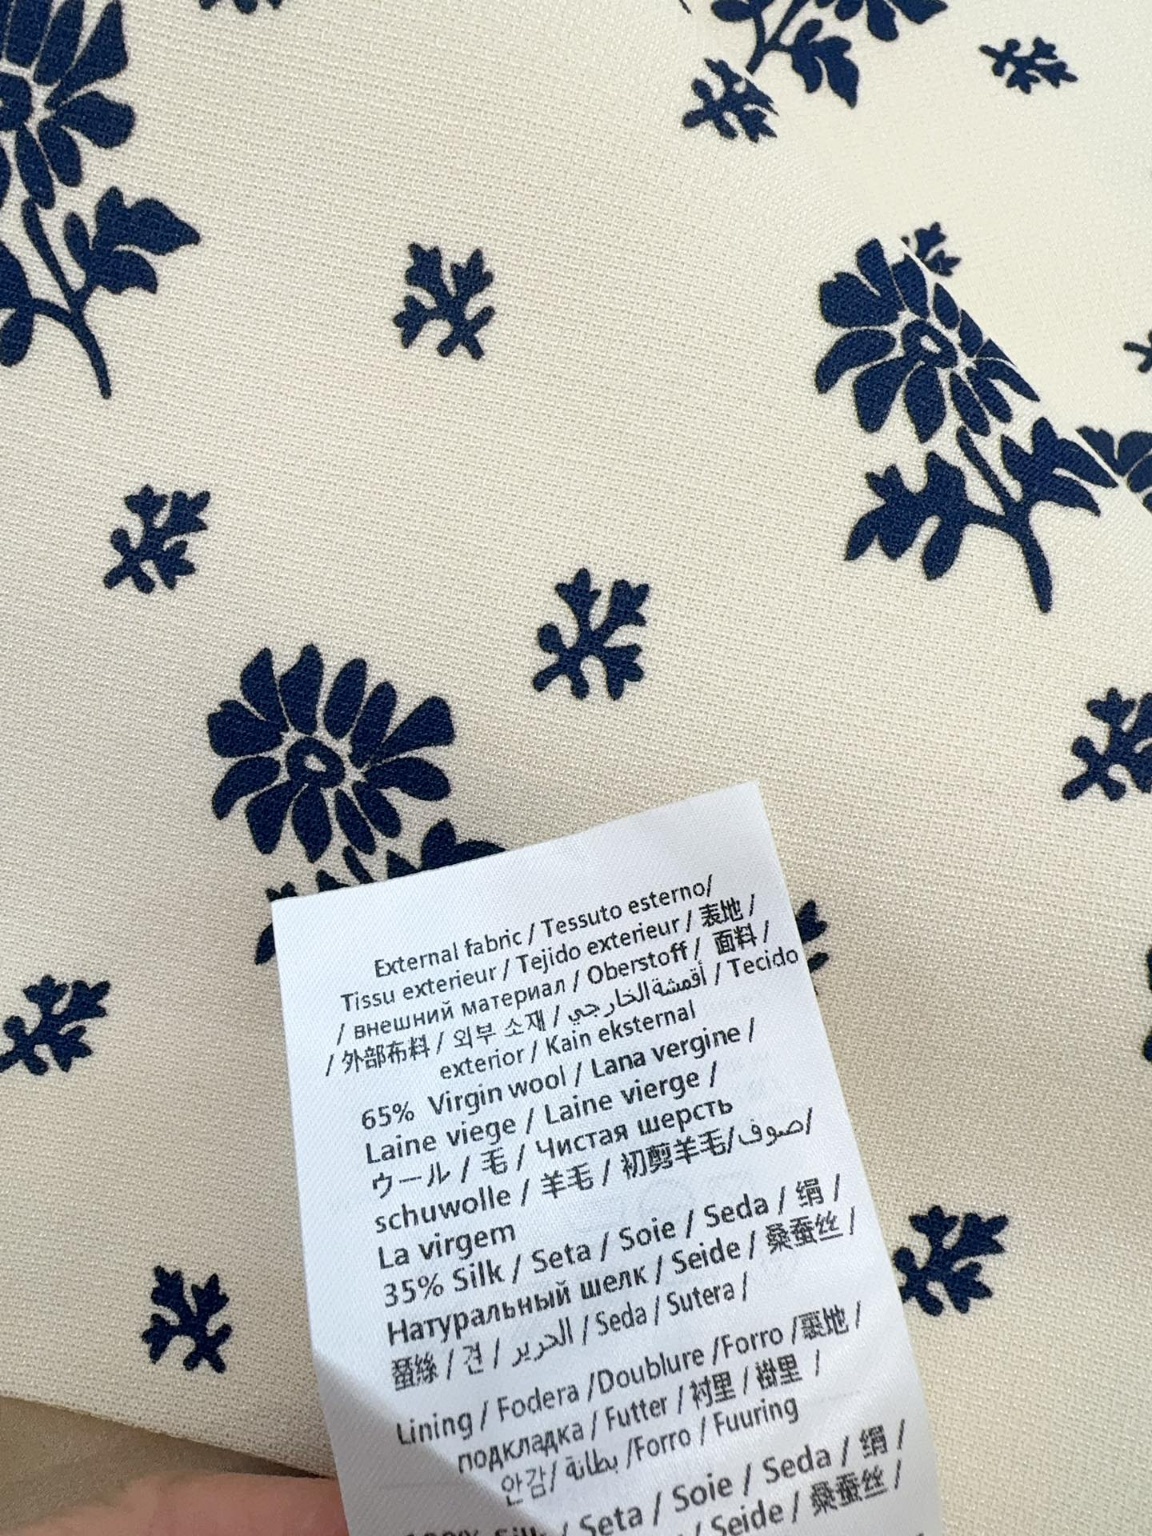 External fabric / Tessuto esterno/
Tissu exterieur / Tejido exterieur / 表地 /
/ внешний материал / Oberstoff / 面料 /
/ 外部布料 / 외부 소재 / أقمشة الخارجي / Tecido
exterior / Kain eksternal
65% Virgin wool / Lana vergine /
Laine viege / Laine vierge /
ウール / 毛 / Чистая шерсть
schuwolle / 羊毛 / 初剪羊毛/صوف/
La virgem
35% Silk / Seta / Soie / Seda / 绢 /
Натуральный шелк / Seide / 桑蚕丝 /
蚕絲 / 견 / الحرير / Seda / Sutera /
Lining / Fodera /Doublure /Forro /裏地 /
подкладка / Futter / 衬里 / 樹里 /
안감/ بطانة /Forro / Fuuring
Silk / Seta / Soie / Seda / 绢 /
/ Seide / 桑蚕丝 /